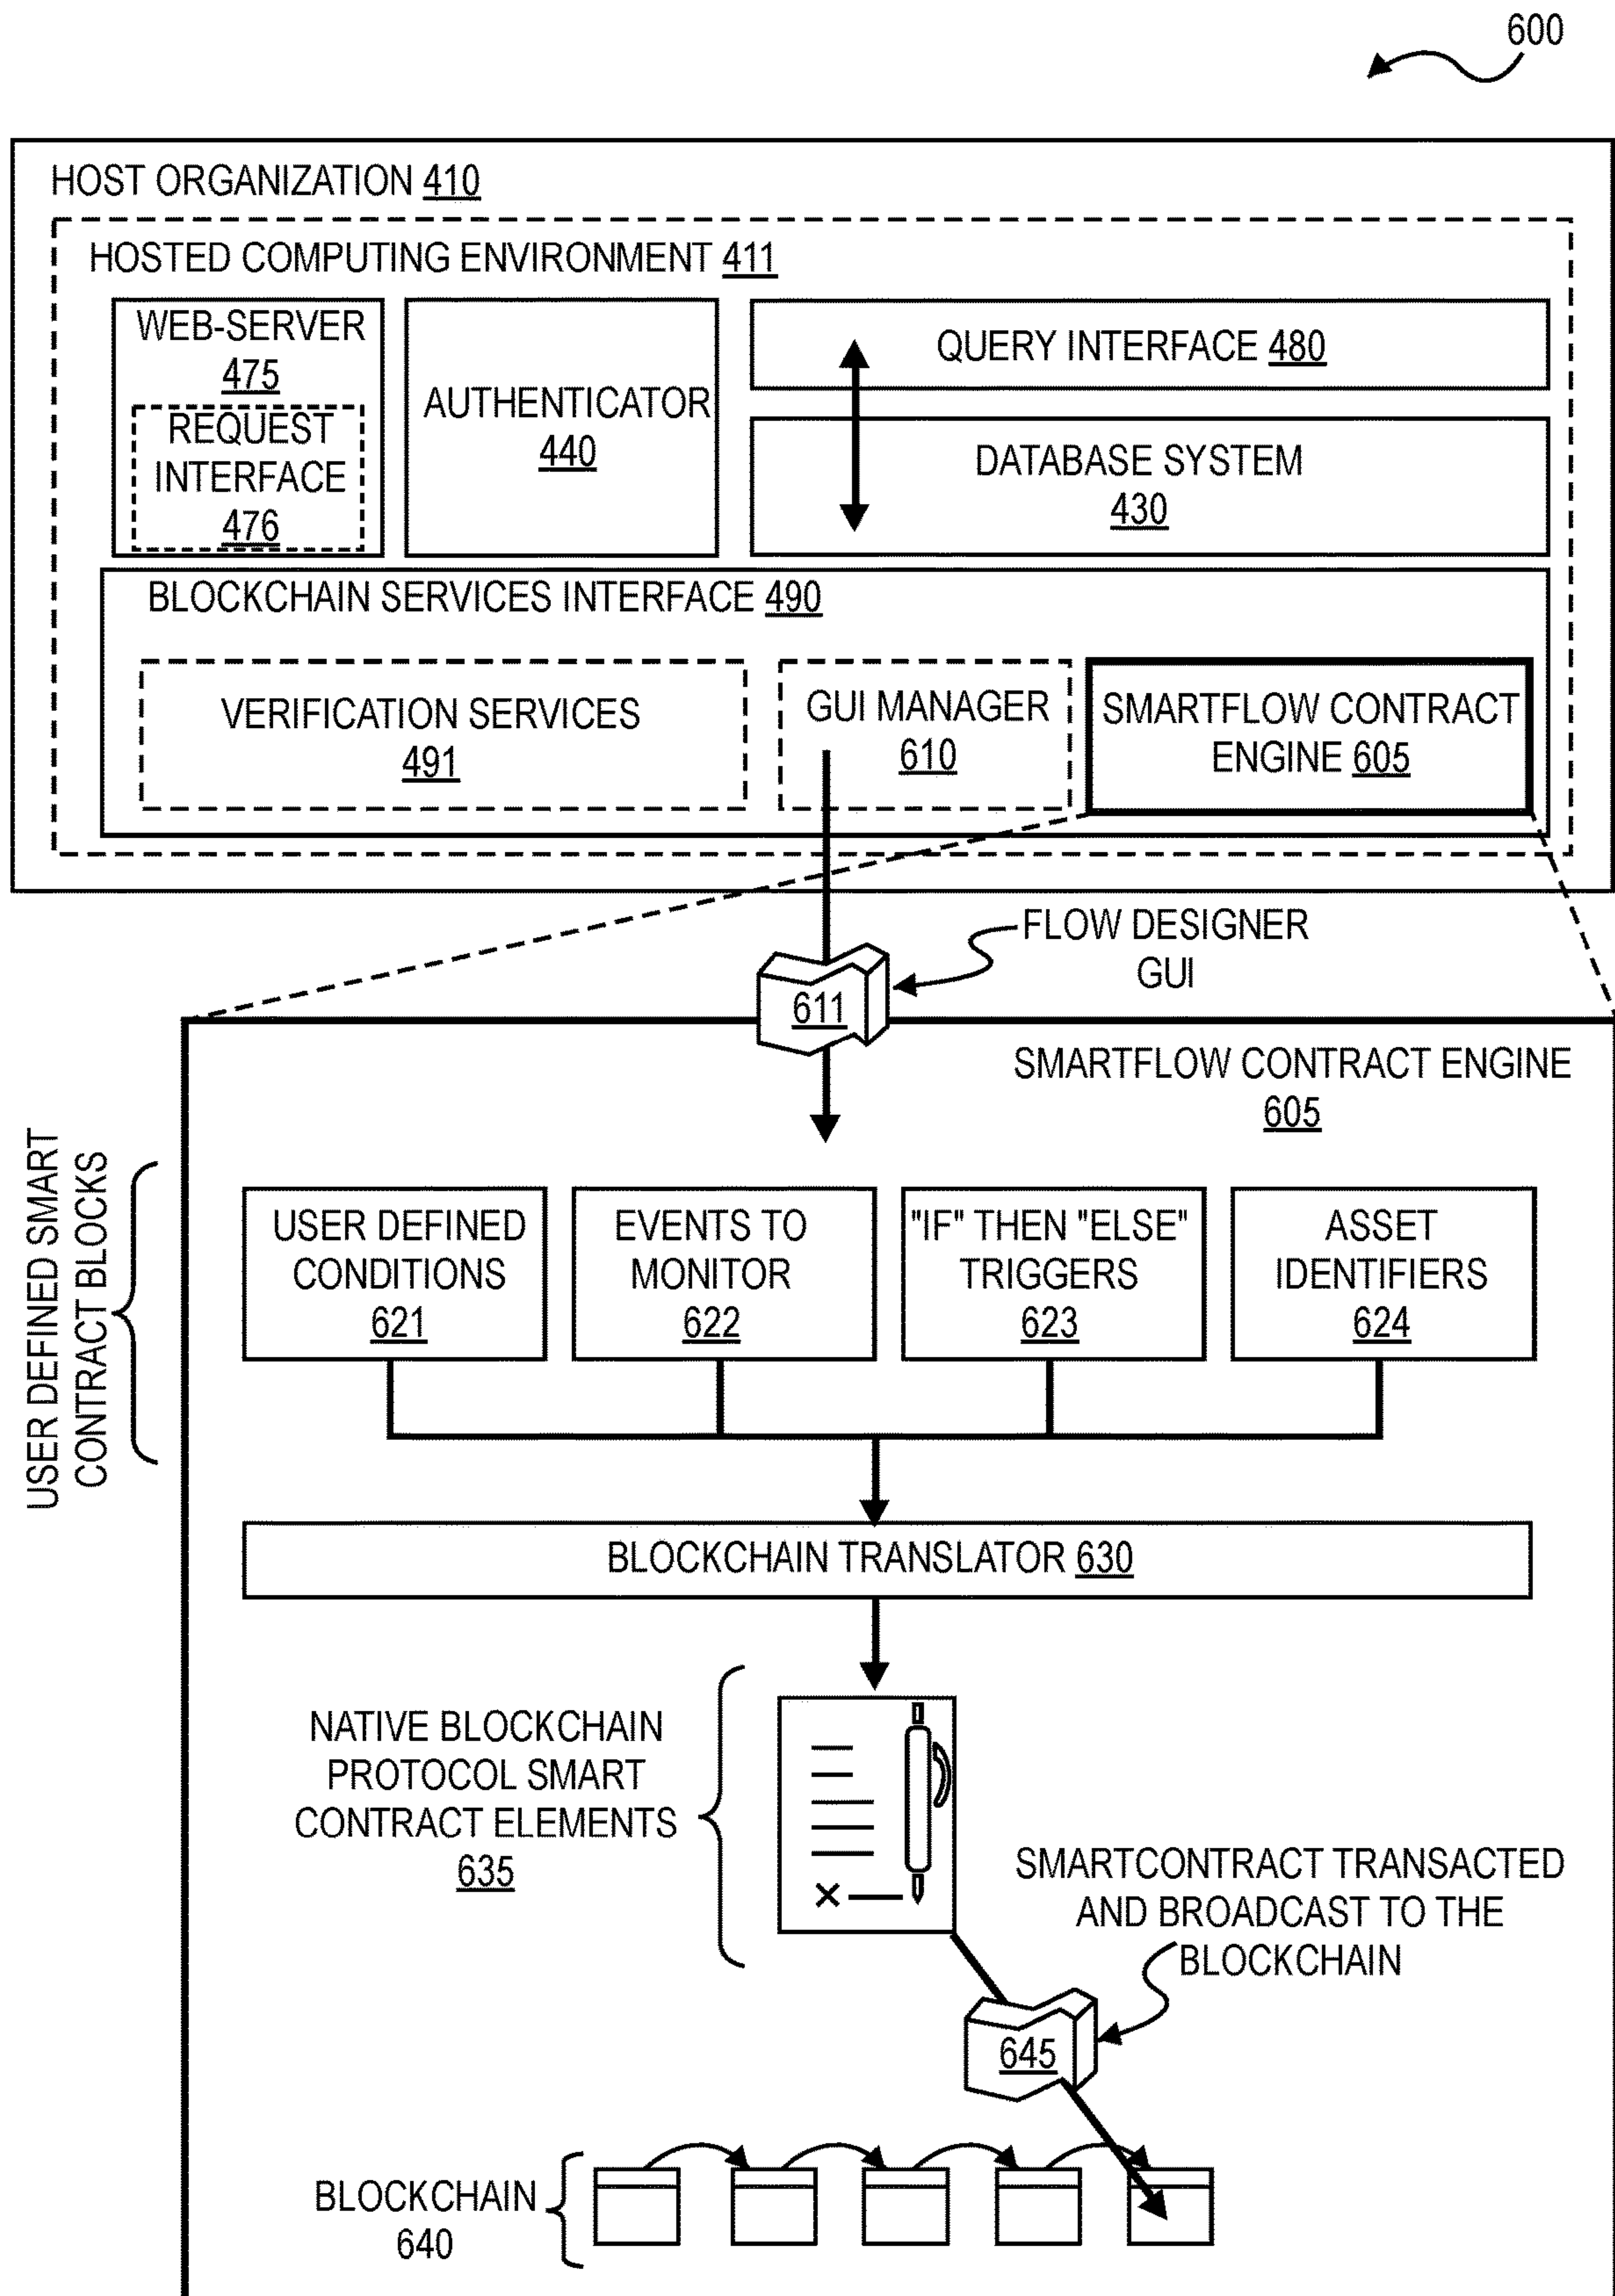 600
HOST ORGANIZATION 410
HOSTED COMPUTING ENVIRONMENT 411
WEB-SERVER
475
REQUEST
INTERFACE
476
AUTHENTICATOR
440
QUERY INTERFACE 480
DATABASE SYSTEM
430
BLOCKCHAIN SERVICES INTERFACE 490
VERIFICATION SERVICES
491
GUI MANAGER
610
SMARTFLOW CONTRACT
ENGINE 605
FLOW DESIGNER
GUI
611
SMARTFLOW CONTRACT ENGINE
605
USER DEFINED SMART
CONTRACT BLOCKS
USER DEFINED
CONDITIONS
621
EVENTS TO
MONITOR
622
"IF" THEN "ELSE"
TRIGGERS
623
ASSET
IDENTIFIERS
624
BLOCKCHAIN TRANSLATOR 630
NATIVE BLOCKCHAIN
PROTOCOL SMART
CONTRACT ELEMENTS
635
SMARTCONTRACT TRANSACTED
AND BROADCAST TO THE
BLOCKCHAIN
645
BLOCKCHAIN
640